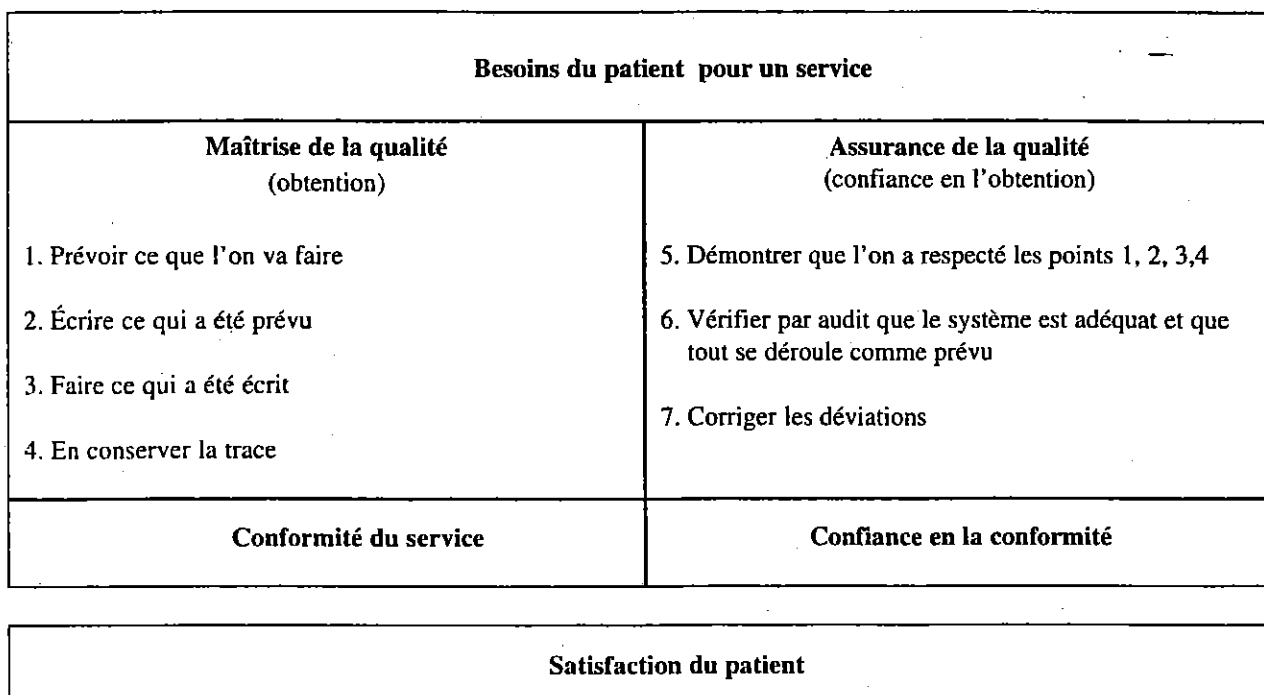 Besoins du patient pour un service
Maîtrise de la qualité
(obtention)
1. Prévoir ce que l'on va faire
2. Écrire ce qui a été prévu
3. Faire ce qui a été écrit
4. En conserver la trace
Assurance de la qualité
(confiance en l'obtention)
5. Démontrer que l'on a respecté les points 1, 2, 3,4
6. Vérifier par audit que le système est adéquat et que
tout se déroule comme prévu
7. Corriger les déviations
Conformité du service
Confiance en la conformité
Satisfaction du patient